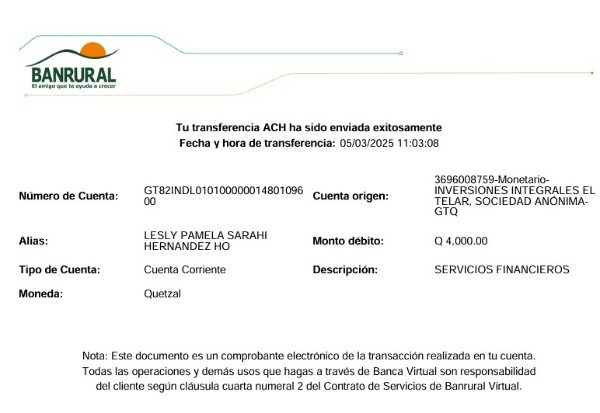 BANRURAL
El amigo que te ayuda a crecer
Tu transferencia ACH ha sido enviada exitosamente
Fecha y hora de transferencia: 05/03/2025 11:03:08
Número de Cuenta:
GT82INDL010100000014801096
00
Cuenta origen:
3696008759-Monetario-
INVERSIONES INTEGRALES EL
TELAR, SOCIEDAD ANÓNIMA-
GTQ
Alias:
LESLY PAMELA SARAHI
HERNANDEZ HO
Monto débito:
Q 4,000.00
Tipo de Cuenta:
Cuenta Corriente
Descripción:
SERVICIOS FINANCIEROS
Moneda:
Quetzal
Nota: Este documento es un comprobante electrónico de la transacción realizada en tu cuenta.
Todas las operaciones y demás usos que hagas a través de Banca Virtual son responsabilidad
del cliente según cláusula cuarta numeral 2 del Contrato de Servicios de Banrural Virtual.